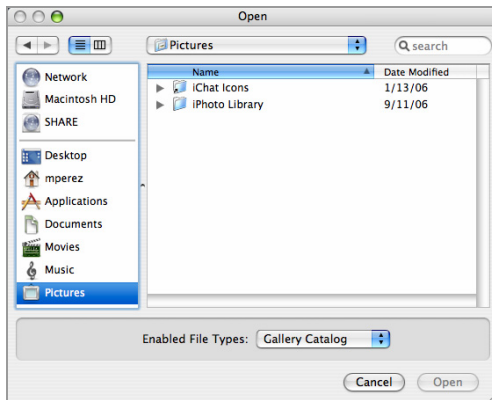 Open
Pictures
search
Network
Macintosh HD
SHARE
Desktop
mperez
Applications
Documents
Movies
Music
Pictures
Name Date Modified
iChat Icons 1/13/06
iPhoto Library 9/11/06
Enabled File Types: Gallery Catalog
Cancel Open